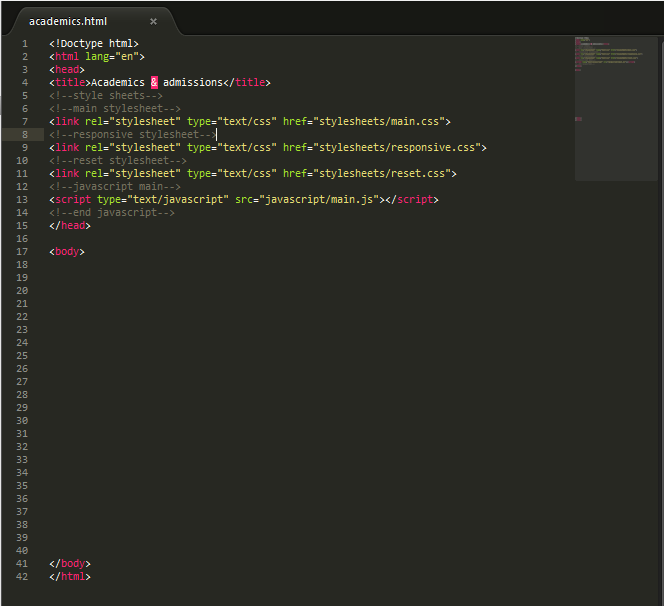 academics.html ×
1 <!Doctype html>
2 <html lang="en">
3 <head>
4 <title>Academics & admissions</title>
5 <!--style sheets-->
6 <!--main stylesheet-->
7 <link rel="stylesheet" type="text/css" href="stylesheets/main.css">
8 <!--responsive stylesheet-->
9 <link rel="stylesheet" type="text/css" href="stylesheets/responsive.css">
10 <!--reset stylesheet-->
11 <link rel="stylesheet" type="text/css" href="stylesheets/reset.css">
12 <!--javascript main-->
13 <script type="text/javascript" src="javascript/main.js"></script>
14 <!--end javascript-->
15 </head>
16
17 <body>
18
19
20
21
22
23
24
25
26
27
28
29
30
31
32
33
34
35
36
37
38
39
40
41 </body>
42 </html>